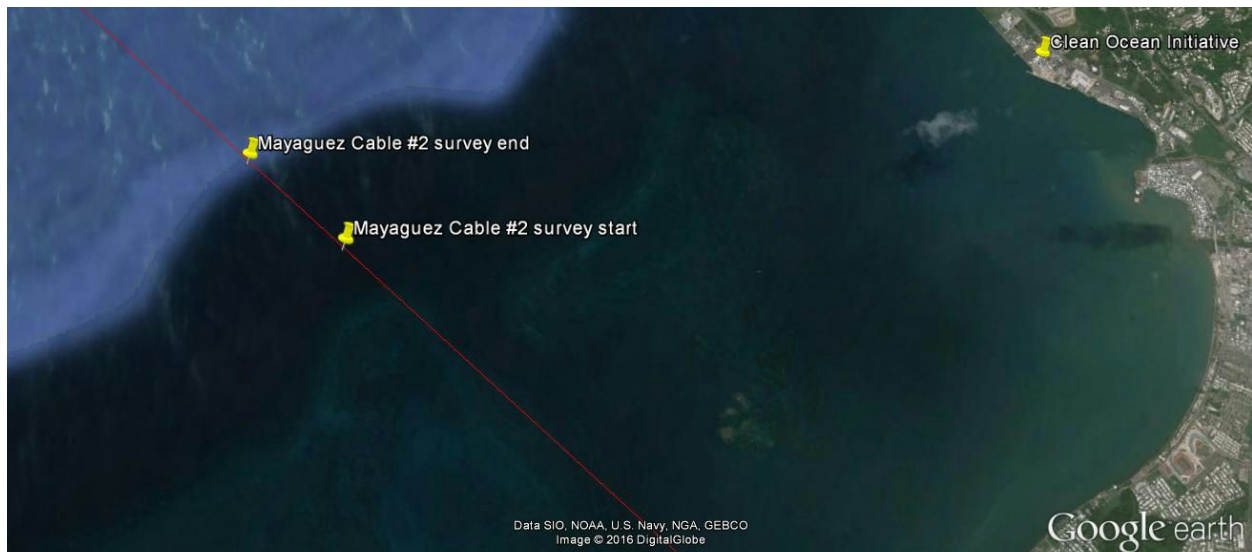 Clean Ocean Initiative
Mayaguez Cable #2 survey end
Mayaguez Cable #2 survey start
Data SIO, NOAA, U.S. Navy, NGA, GEBCO
Image © 2016 DigitalGlobe
Google earth